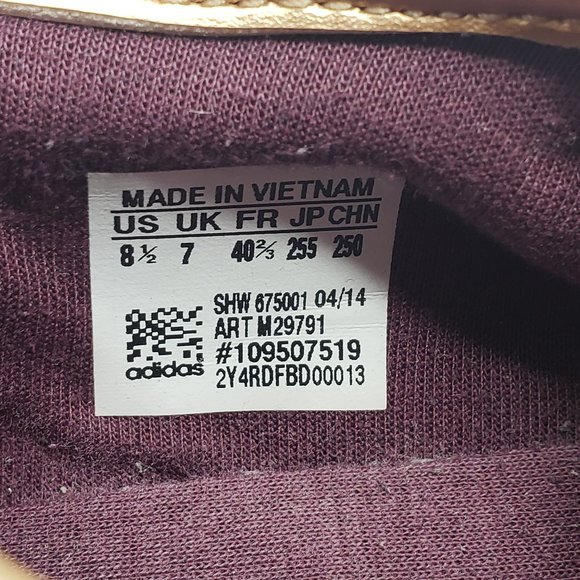 MADE IN VIETNAM
US UK FR JP CHN
8½ 7 40⅔ 255 250
SHW 675001 04/14
ART M29791
#109507519
adidas 2Y4RDFBD00013